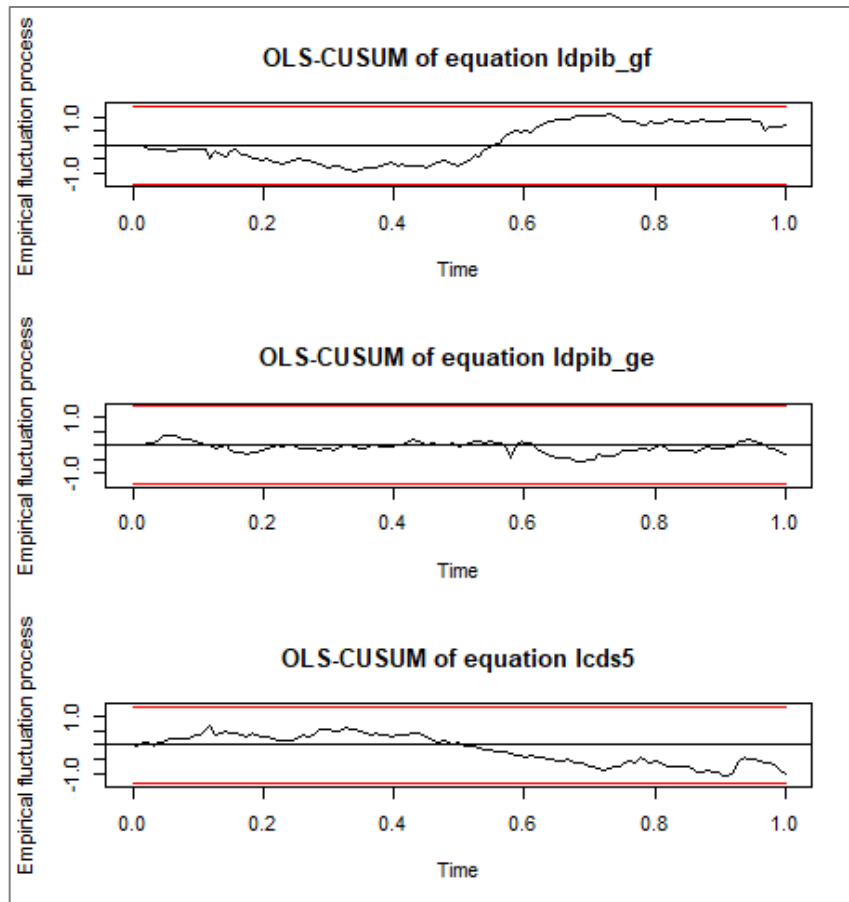 OLS-CUSUM of equation ldpib_gf
Empirical fluctuation process
1.0
-1.0
0.0 0.2 0.4 0.6 0.8 1.0
Time
OLS-CUSUM of equation ldpib_ge
Empirical fluctuation process
1.0
-1.0
0.0 0.2 0.4 0.6 0.8 1.0
Time
OLS-CUSUM of equation lcds5
Empirical fluctuation process
1.0
-1.0
0.0 0.2 0.4 0.6 0.8 1.0
Time